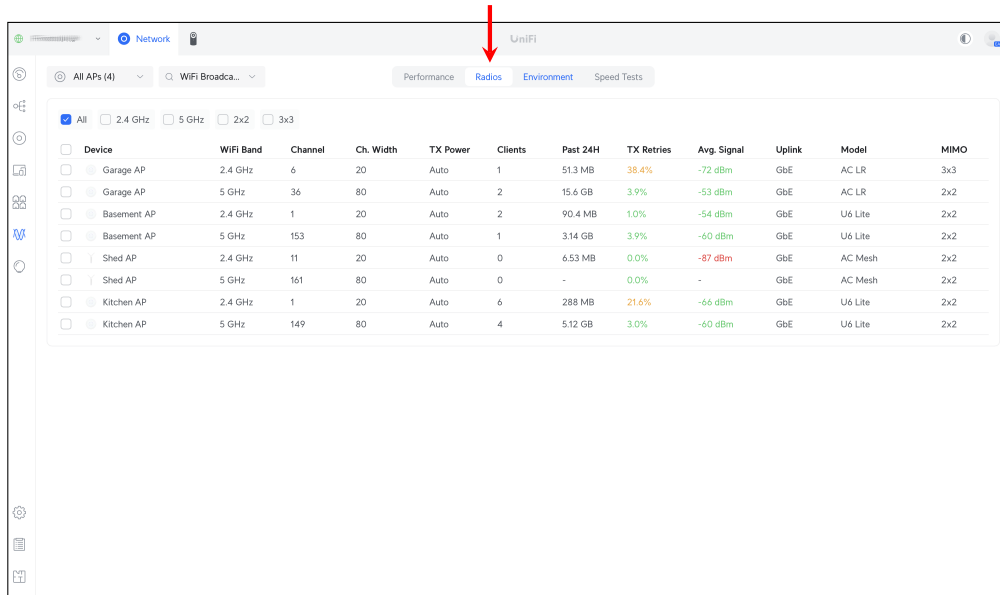 Network UniFi
All APs (4) WiFi Broadca... Performance Radios Environment Speed Tests
All 2.4 GHz 5 GHz 2x2 3x3
Device WiFi Band Channel Ch. Width TX Power Clients Past 24H TX Retries Avg. Signal Uplink Model MIMO
Garage AP 2.4 GHz 6 20 Auto 1 51.3 MB 38.4% -72 dBm GbE AC LR 3x3
Garage AP 5 GHz 36 80 Auto 2 15.6 GB 3.9% -53 dBm GbE AC LR 2x2
Basement AP 2.4 GHz 1 20 Auto 2 90.4 MB 1.0% -54 dBm GbE U6 Lite 2x2
Basement AP 5 GHz 153 80 Auto 1 3.14 GB 3.9% -60 dBm GbE U6 Lite 2x2
Shed AP 2.4 GHz 11 20 Auto 0 6.53 MB 0.0% -87 dBm GbE AC Mesh 2x2
Shed AP 5 GHz 161 80 Auto 0 - 0.0% - GbE AC Mesh 2x2
Kitchen AP 2.4 GHz 1 20 Auto 6 288 MB 21.6% -66 dBm GbE U6 Lite 2x2
Kitchen AP 5 GHz 149 80 Auto 4 5.12 GB 3.0% -60 dBm GbE U6 Lite 2x2